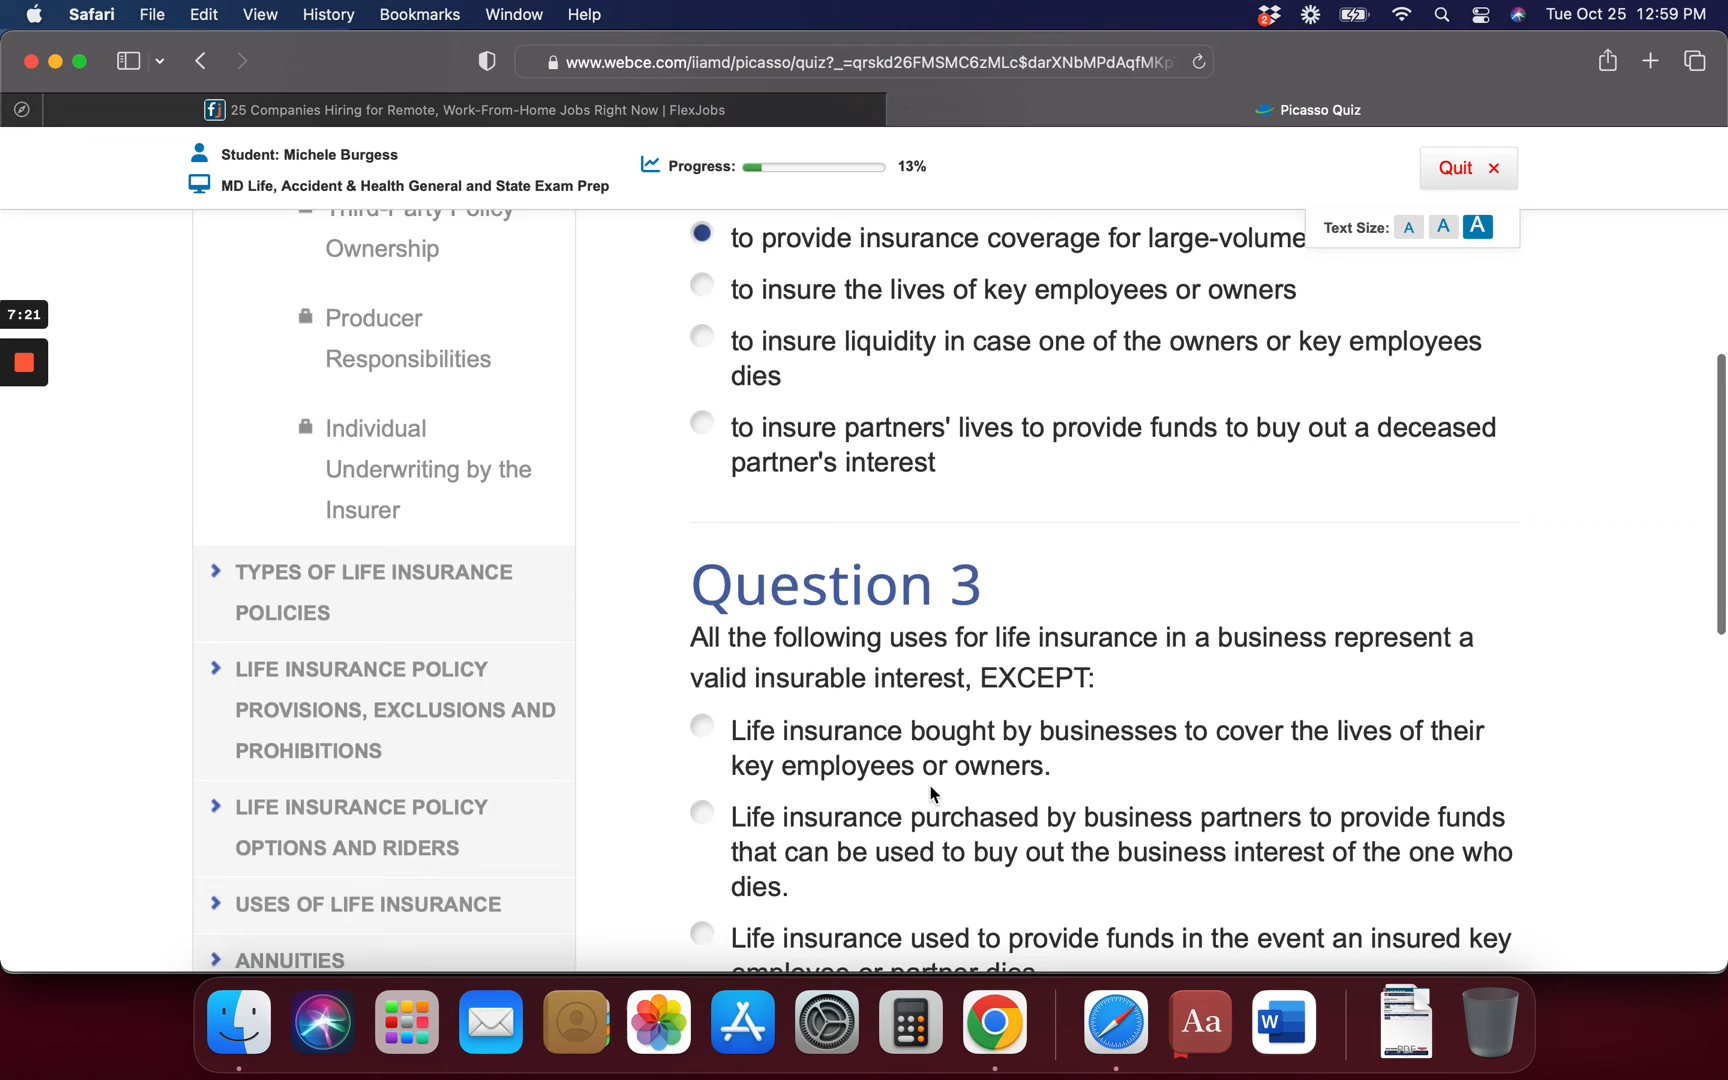 Safari File Edit View History Bookmarks Window Help 2 Tue Oct 25 12:59 PM
www.webce.com/iiamd/picasso/quiz?_=qrskd26FMSMC6zMLc$darXNbMPdAqfMKp
25 Companies Hiring for Remote, Work-From-Home Jobs Right Now | FlexJobs
Picasso Quiz
Student: Michele Burgess
MD Life, Accident & Health General and State Exam Prep
Progress: 13%
Quit ×
Text Size: A A A
7:21
Third-Party Policy
Ownership
Producer
Responsibilities
Individual
Underwriting by the
Insurer
TYPES OF LIFE INSURANCE
POLICIES
LIFE INSURANCE POLICY
PROVISIONS, EXCLUSIONS AND
PROHIBITIONS
LIFE INSURANCE POLICY
OPTIONS AND RIDERS
USES OF LIFE INSURANCE
ANNUITIES
to provide insurance coverage for large-volume
to insure the lives of key employees or owners
to insure liquidity in case one of the owners or key employees
dies
to insure partners' lives to provide funds to buy out a deceased
partner's interest
Question 3
All the following uses for life insurance in a business represent a
valid insurable interest, EXCEPT:
Life insurance bought by businesses to cover the lives of their
key employees or owners.
Life insurance purchased by business partners to provide funds
that can be used to buy out the business interest of the one who
dies.
Life insurance used to provide funds in the event an insured key
employee or partner dies.
Aa
W
PDF